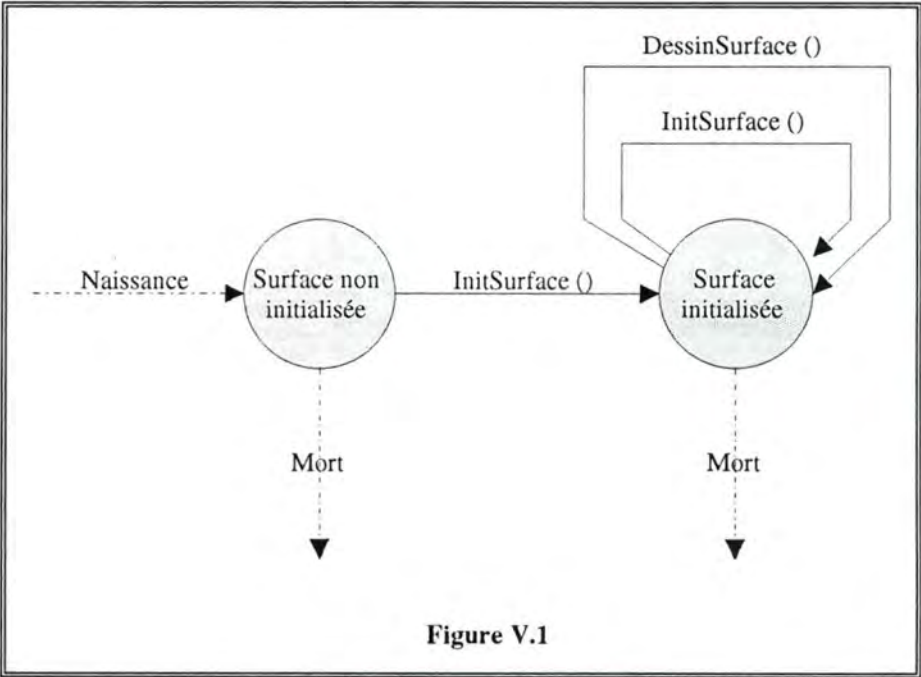 DessinSurface ()
InitSurface ()
Naissance
Surface non
initialisée
InitSurface ()
Surface
initialisée
Mort
Mort
Figure V.1